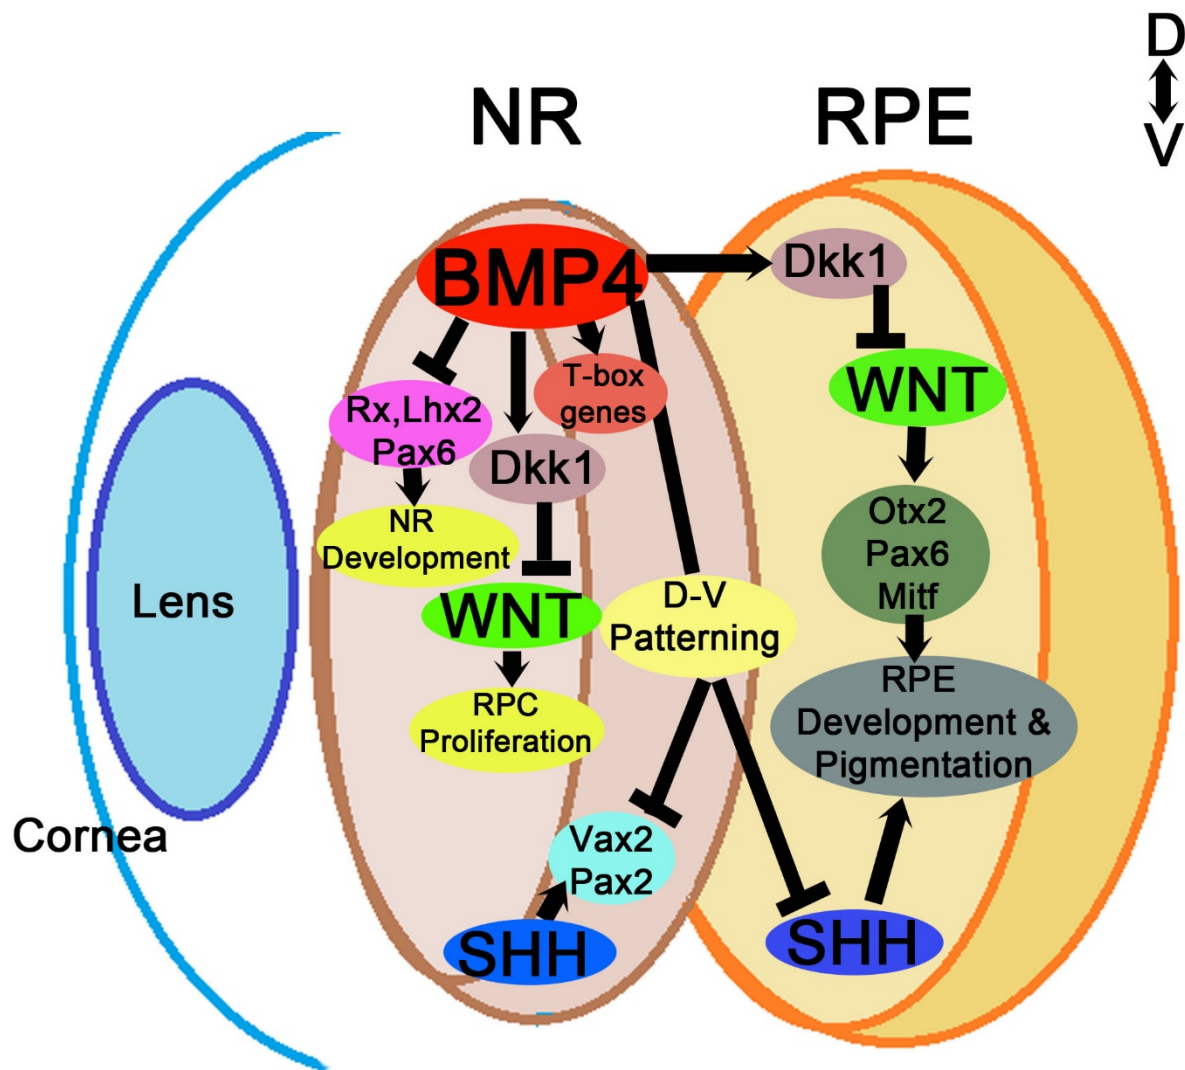 D
V
NR
RPE
BMP4
Dkk1
T-box
genes
WNT
Rx,Lhx2
Pax6
Dkk1
Otx2
Pax6
Mitf
NR
Development
Lens
WNT
D-V
Patterning
RPE
Development &
Pigmentation
RPC
Proliferation
Cornea
Vax2
Pax2
SHH
SHH